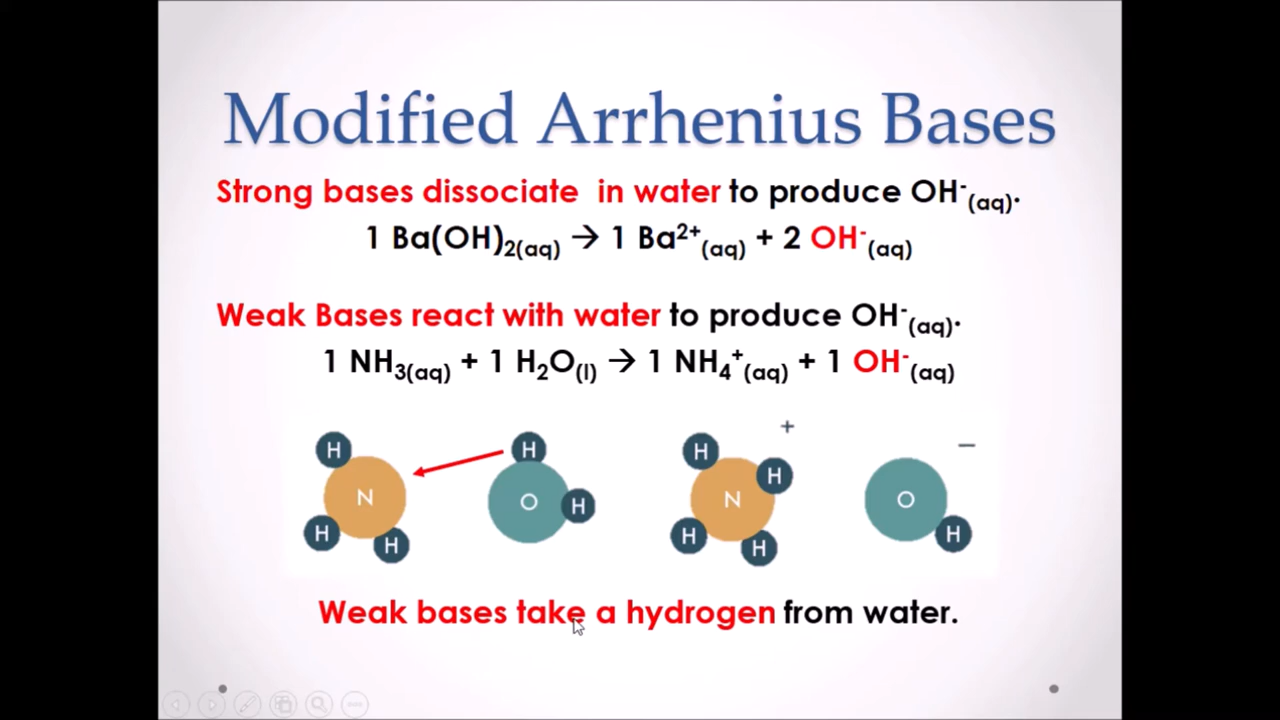 Modified Arrhenius Bases
Strong bases dissociate in water to produce OH⁻(aq).
1 Ba(OH)₂(aq) → 1 Ba²⁺(aq) + 2 OH⁻(aq)
Weak Bases react with water to produce OH⁻(aq).
1 NH₃(aq) + 1 H₂O(l) → 1 NH₄⁺(aq) + 1 OH⁻(aq)
H H H + −
H
N O H N O
H H H H H
Weak bases take a hydrogen from water.